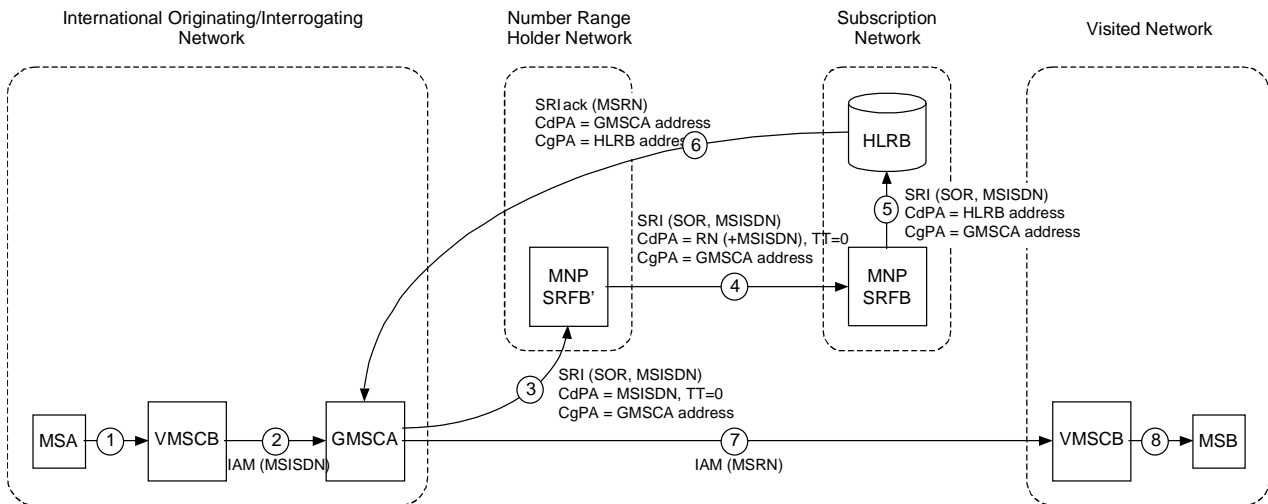 International Originating/Interrogating
Network
Number Range
Holder Network
Subscription
Network
Visited Network
SRIack (MSRN)
CdPA = GMSCA address
CgPA = HLRB address
6
HLRB
5
SRI (SOR, MSISDN)
CdPA = HLRB address
CgPA = GMSCA address
SRI (SOR, MSISDN)
CdPA = RN (+MSISDN), TT=0
CgPA = GMSCA address
MNP
SRFB'
4
MNP
SRFB
3
SRI (SOR, MSISDN)
CdPA = MSISDN, TT=0
CgPA = GMSCA address
MSA
1
VMSCB
2
IAM (MSISDN)
GMSCA
7
IAM (MSRN)
VMSCB
8
MSB